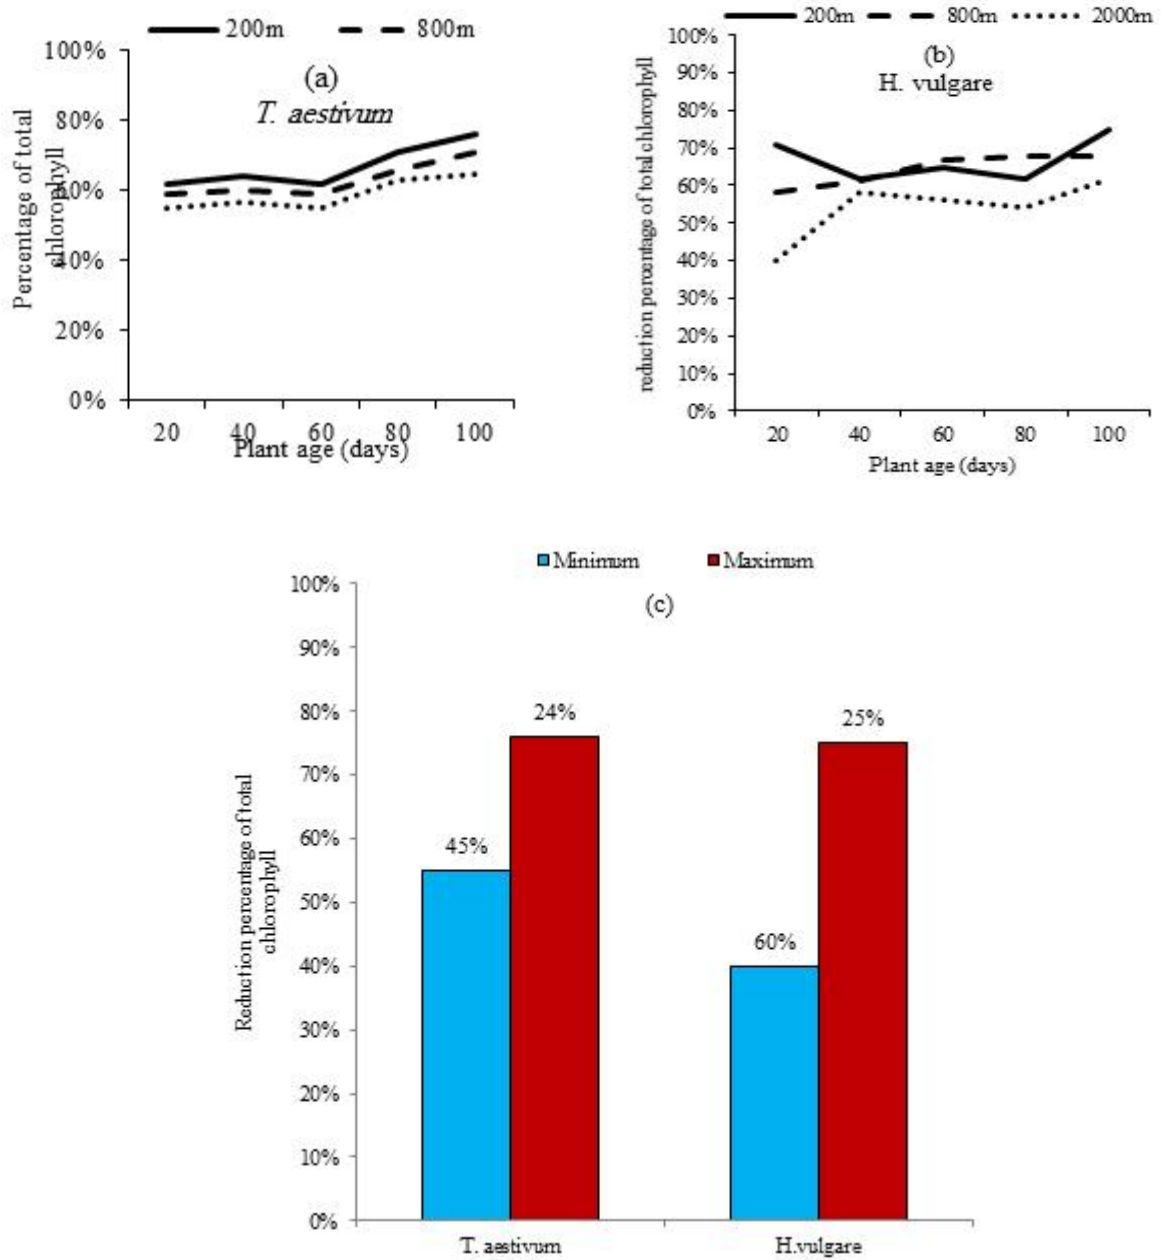 200m 800m
100%
80%
60%
40%
20%
0%
(a)
T. aestivum
Percentage of total
chlorophyll
20 40 60 80 100
Plant age (days)
200m 800m 2000m
100%
90%
80%
70%
60%
50%
40%
30%
20%
10%
0%
(b)
H. vulgare
reduction percentage of total chlorophyll
20 40 60 80 100
Plant age (days)
Minimum Maximum
(c)
100%
90%
80%
70%
60%
50%
40%
30%
20%
10%
0%
Reduction percentage of total
chlorophyll
45% 24% 60% 25%
T. aestivum H.vulgare